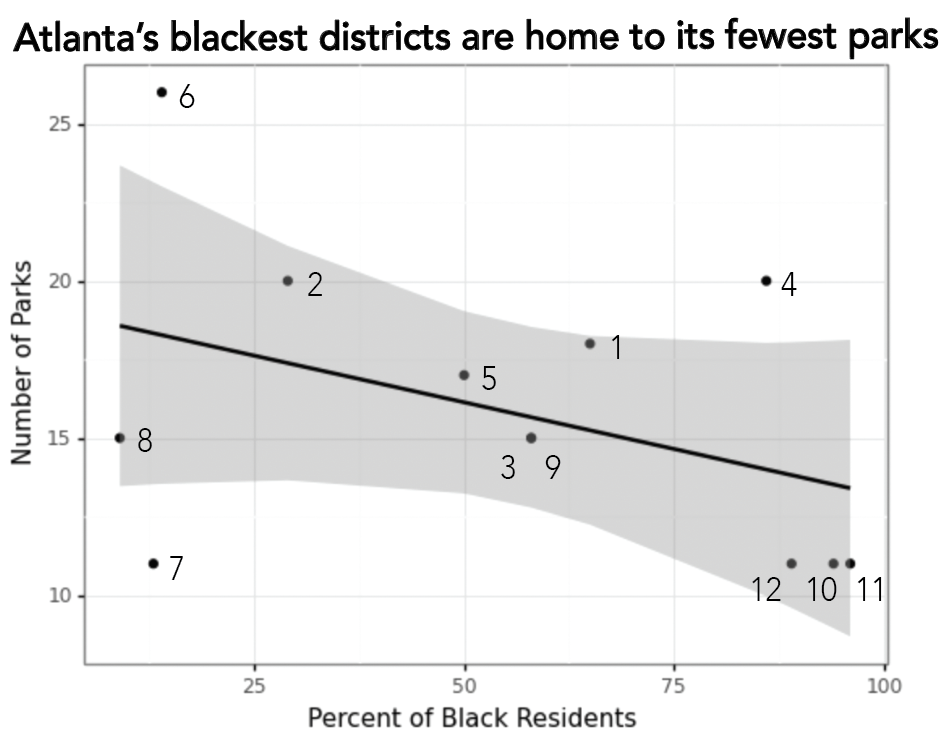 Atlanta's blackest districts are home to its fewest parks
25
20
15
10
Number of Parks
6
2
4
1
5
8
3 9
7
12 10 11
25 50 75 100
Percent of Black Residents